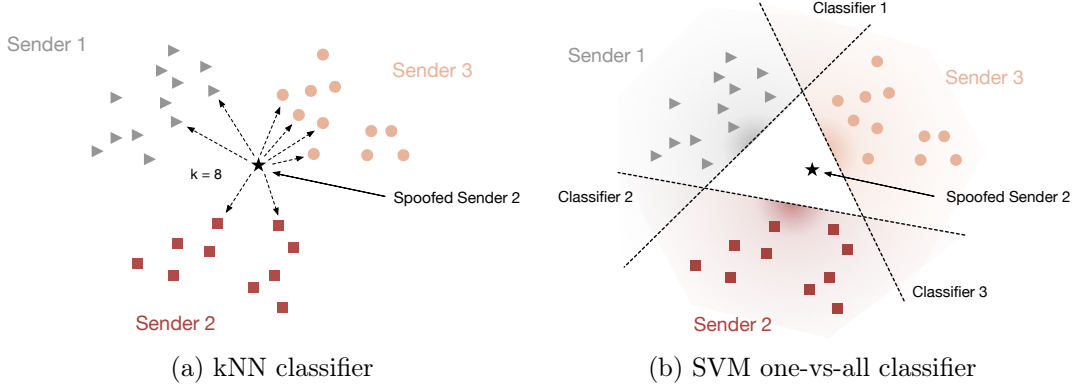 Sender 1
Sender 3
k = 8
Spoofed Sender 2
Sender 2
(a) kNN classifier
Classifier 1
Sender 1
Sender 3
Classifier 2
Spoofed Sender 2
Classifier 3
Sender 2
(b) SVM one-vs-all classifier